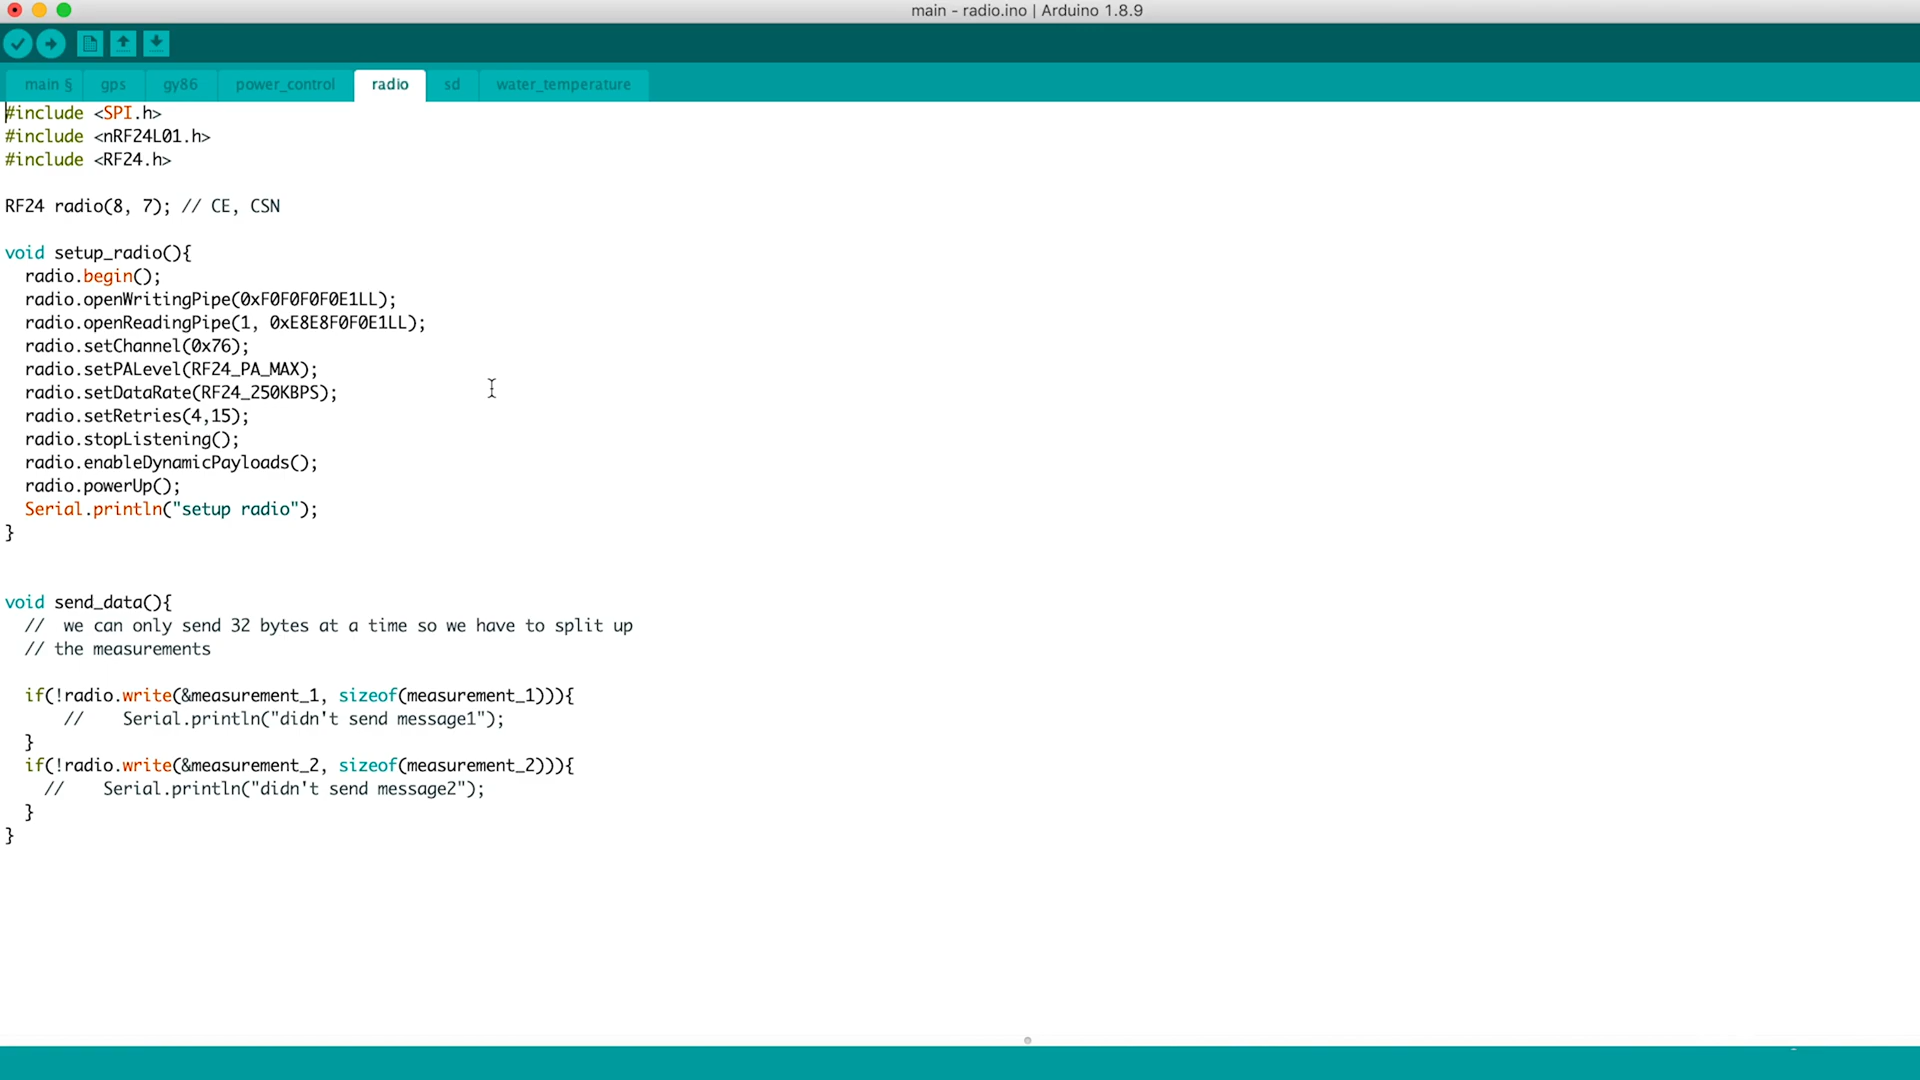 main - radio.ino | Arduino 1.8.9
main § gps gy86 power_control radio sd water_temperature
#include <SPI.h>
#include <nRF24L01.h>
#include <RF24.h>
RF24 radio(8, 7); // CE, CSN
void setup_radio(){
radio.begin();
radio.openWritingPipe(0xF0F0F0F0E1LL);
radio.openReadingPipe(1, 0xE8E8F0F0E1LL);
radio.setChannel(0x76);
radio.setPALevel(RF24_PA_MAX);
radio.setDataRate(RF24_250KBPS);
radio.setRetries(4,15);
radio.stopListening();
radio.enableDynamicPayloads();
radio.powerUp();
Serial.println("setup radio");
}
void send_data(){
// we can only send 32 bytes at a time so we have to split up
// the measurements
if(!radio.write(&measurement_1, sizeof(measurement_1))){
// Serial.println("didn't send message1");
}
if(!radio.write(&measurement_2, sizeof(measurement_2))){
// Serial.println("didn't send message2");
}
}